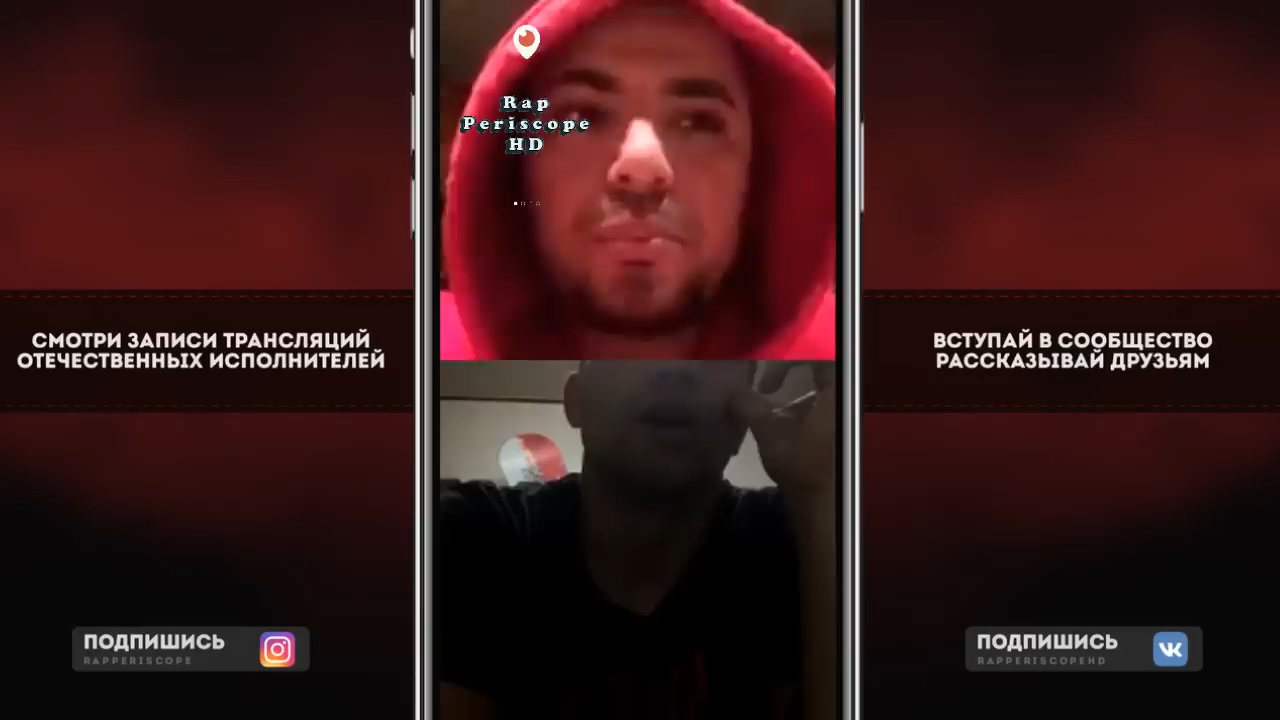 Rap
Periscope
HD
СМОТРИ ЗАПИСИ ТРАНСЛЯЦИЙ
ОТЕЧЕСТВЕННЫХ ИСПОЛНИТЕЛЕЙ
ВСТУПАЙ В СООБЩЕСТВО
РАССКАЗЫВАЙ ДРУЗЬЯМ
ПОДПИШИСЬ
RAPPERISCOPE
ПОДПИШИСЬ
RAPPERISCOPEHD